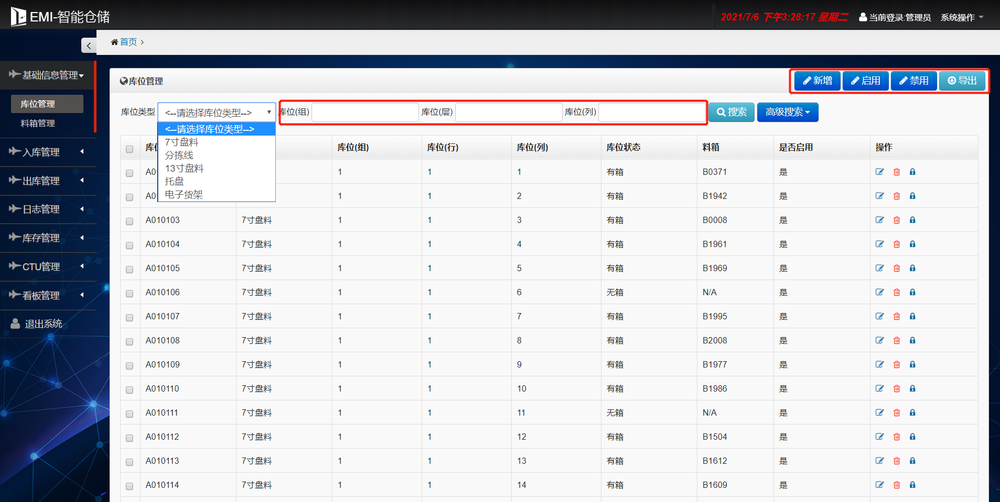 EMI-智能仓储
2021/7/6 下午3:28:17 星期二 当前登录:管理员 系统操作
首页
基础信息管理
库位管理
料箱管理
入库管理
出库管理
日志管理
库存管理
CTU管理
看板管理
退出系统
库位管理
新增 启用 禁用 导出
库位类型 <--请选择库位类型--> 库位(组) 库位(层) 库位(列) 搜索 高级搜索
<--请选择库位类型-->
7寸盘料
分拣线
13寸盘料
托盘
电子货架
库位(组) 库位(行) 库位(列) 库位状态 料箱 是否启用 操作
A01 1 1 1 有箱 B0371 是
A0 1 1 2 有箱 B1942 是
A010103 7寸盘料 1 1 3 有箱 B0008 是
A010104 7寸盘料 1 1 4 有箱 B1961 是
A010105 7寸盘料 1 1 5 有箱 B1969 是
A010106 7寸盘料 1 1 6 无箱 N/A 是
A010107 7寸盘料 1 1 7 有箱 B1995 是
A010108 7寸盘料 1 1 8 有箱 B2008 是
A010109 7寸盘料 1 1 9 有箱 B1977 是
A010110 7寸盘料 1 1 10 有箱 B1986 是
A010111 7寸盘料 1 1 11 无箱 N/A 是
A010112 7寸盘料 1 1 12 有箱 B1504 是
A010113 7寸盘料 1 1 13 有箱 B1612 是
A010114 7寸盘料 1 1 14 有箱 B1609 是